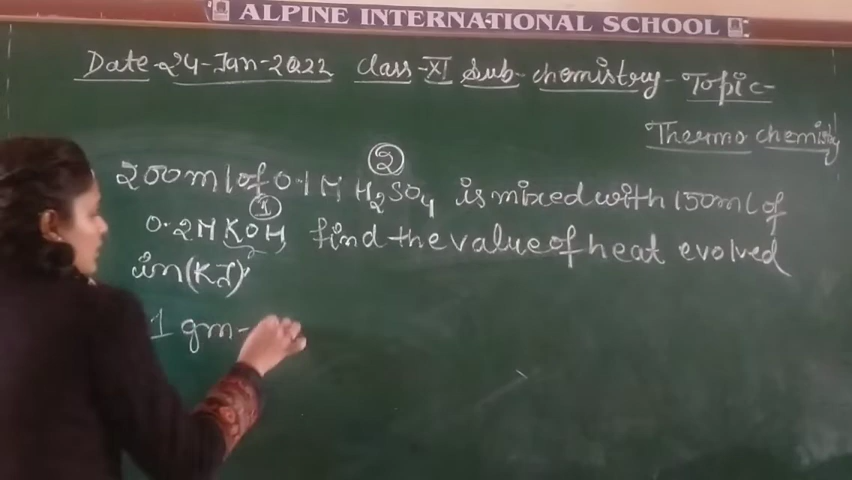 ALPINE INTERNATIONAL SCHOOL
Date-24-Jan-2022 Class-XI Sub-chemistry-Topic-
Thermo chemistry
2
200ml of 0.1M H2SO4 is mixed with 150ml of
1
0.2M KOH, find the value of heat evolved
in (KJ)
1 gm-